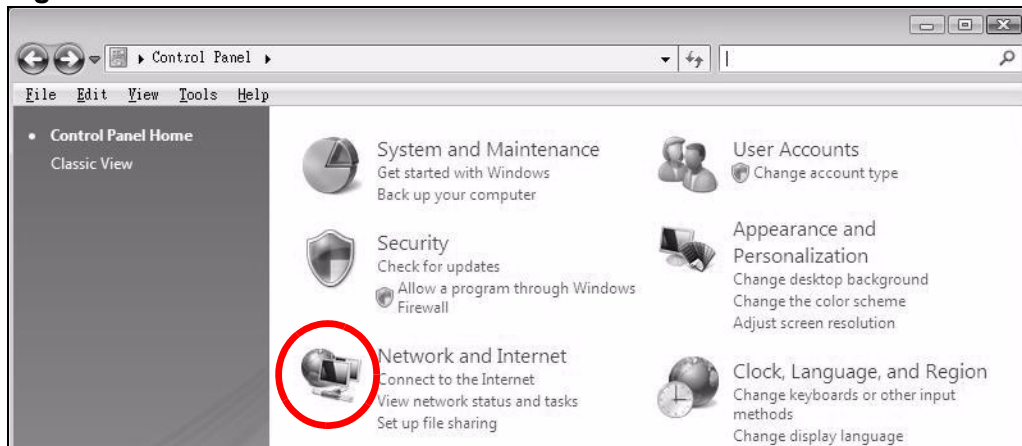 Control Panel
File Edit View Tools Help
Control Panel Home
Classic View
System and Maintenance
Get started with Windows
Back up your computer
Security
Check for updates
Allow a program through Windows
Firewall
Network and Internet
Connect to the Internet
View network status and tasks
Set up file sharing
User Accounts
Change account type
Appearance and
Personalization
Change desktop background
Change the color scheme
Adjust screen resolution
Clock, Language, and Region
Change keyboards or other input
methods
Change display language